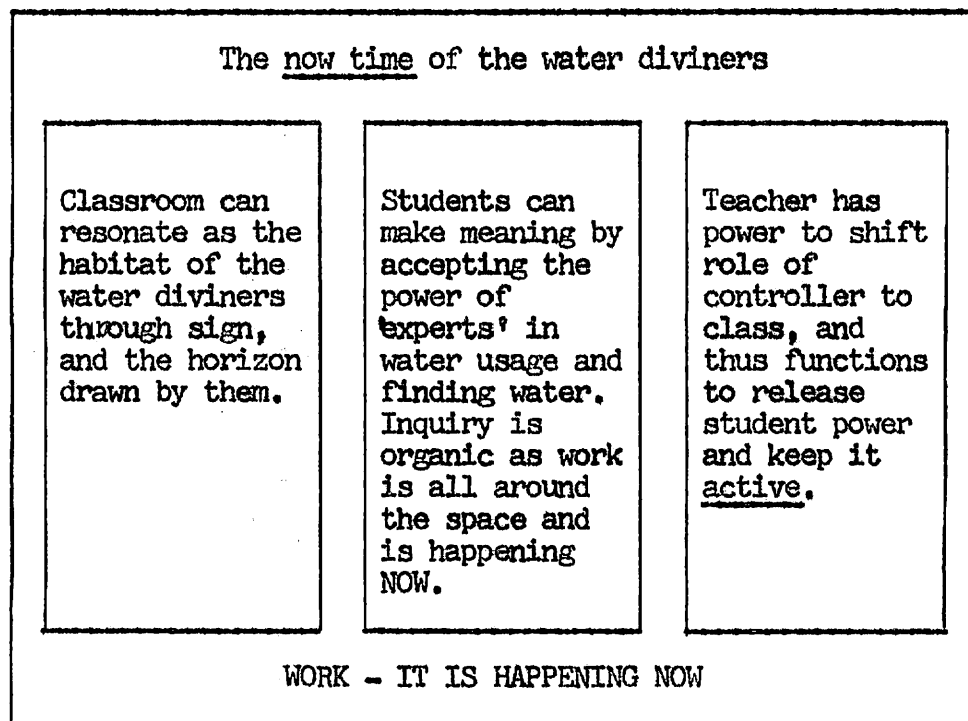 The now time of the water diviners
Classroom can
resonate as the
habitat of the
water diviners
through sign,
and the horizon
drawn by them.
Students can
make meaning by
accepting the
power of
'experts' in
water usage and
finding water.
Inquiry is
organic as work
is all around
the space and
is happening
NOW.
Teacher has
power to shift
role of
controller to
class, and
thus functions
to release
student power
and keep it
active.
WORK - IT IS HAPPENING NOW